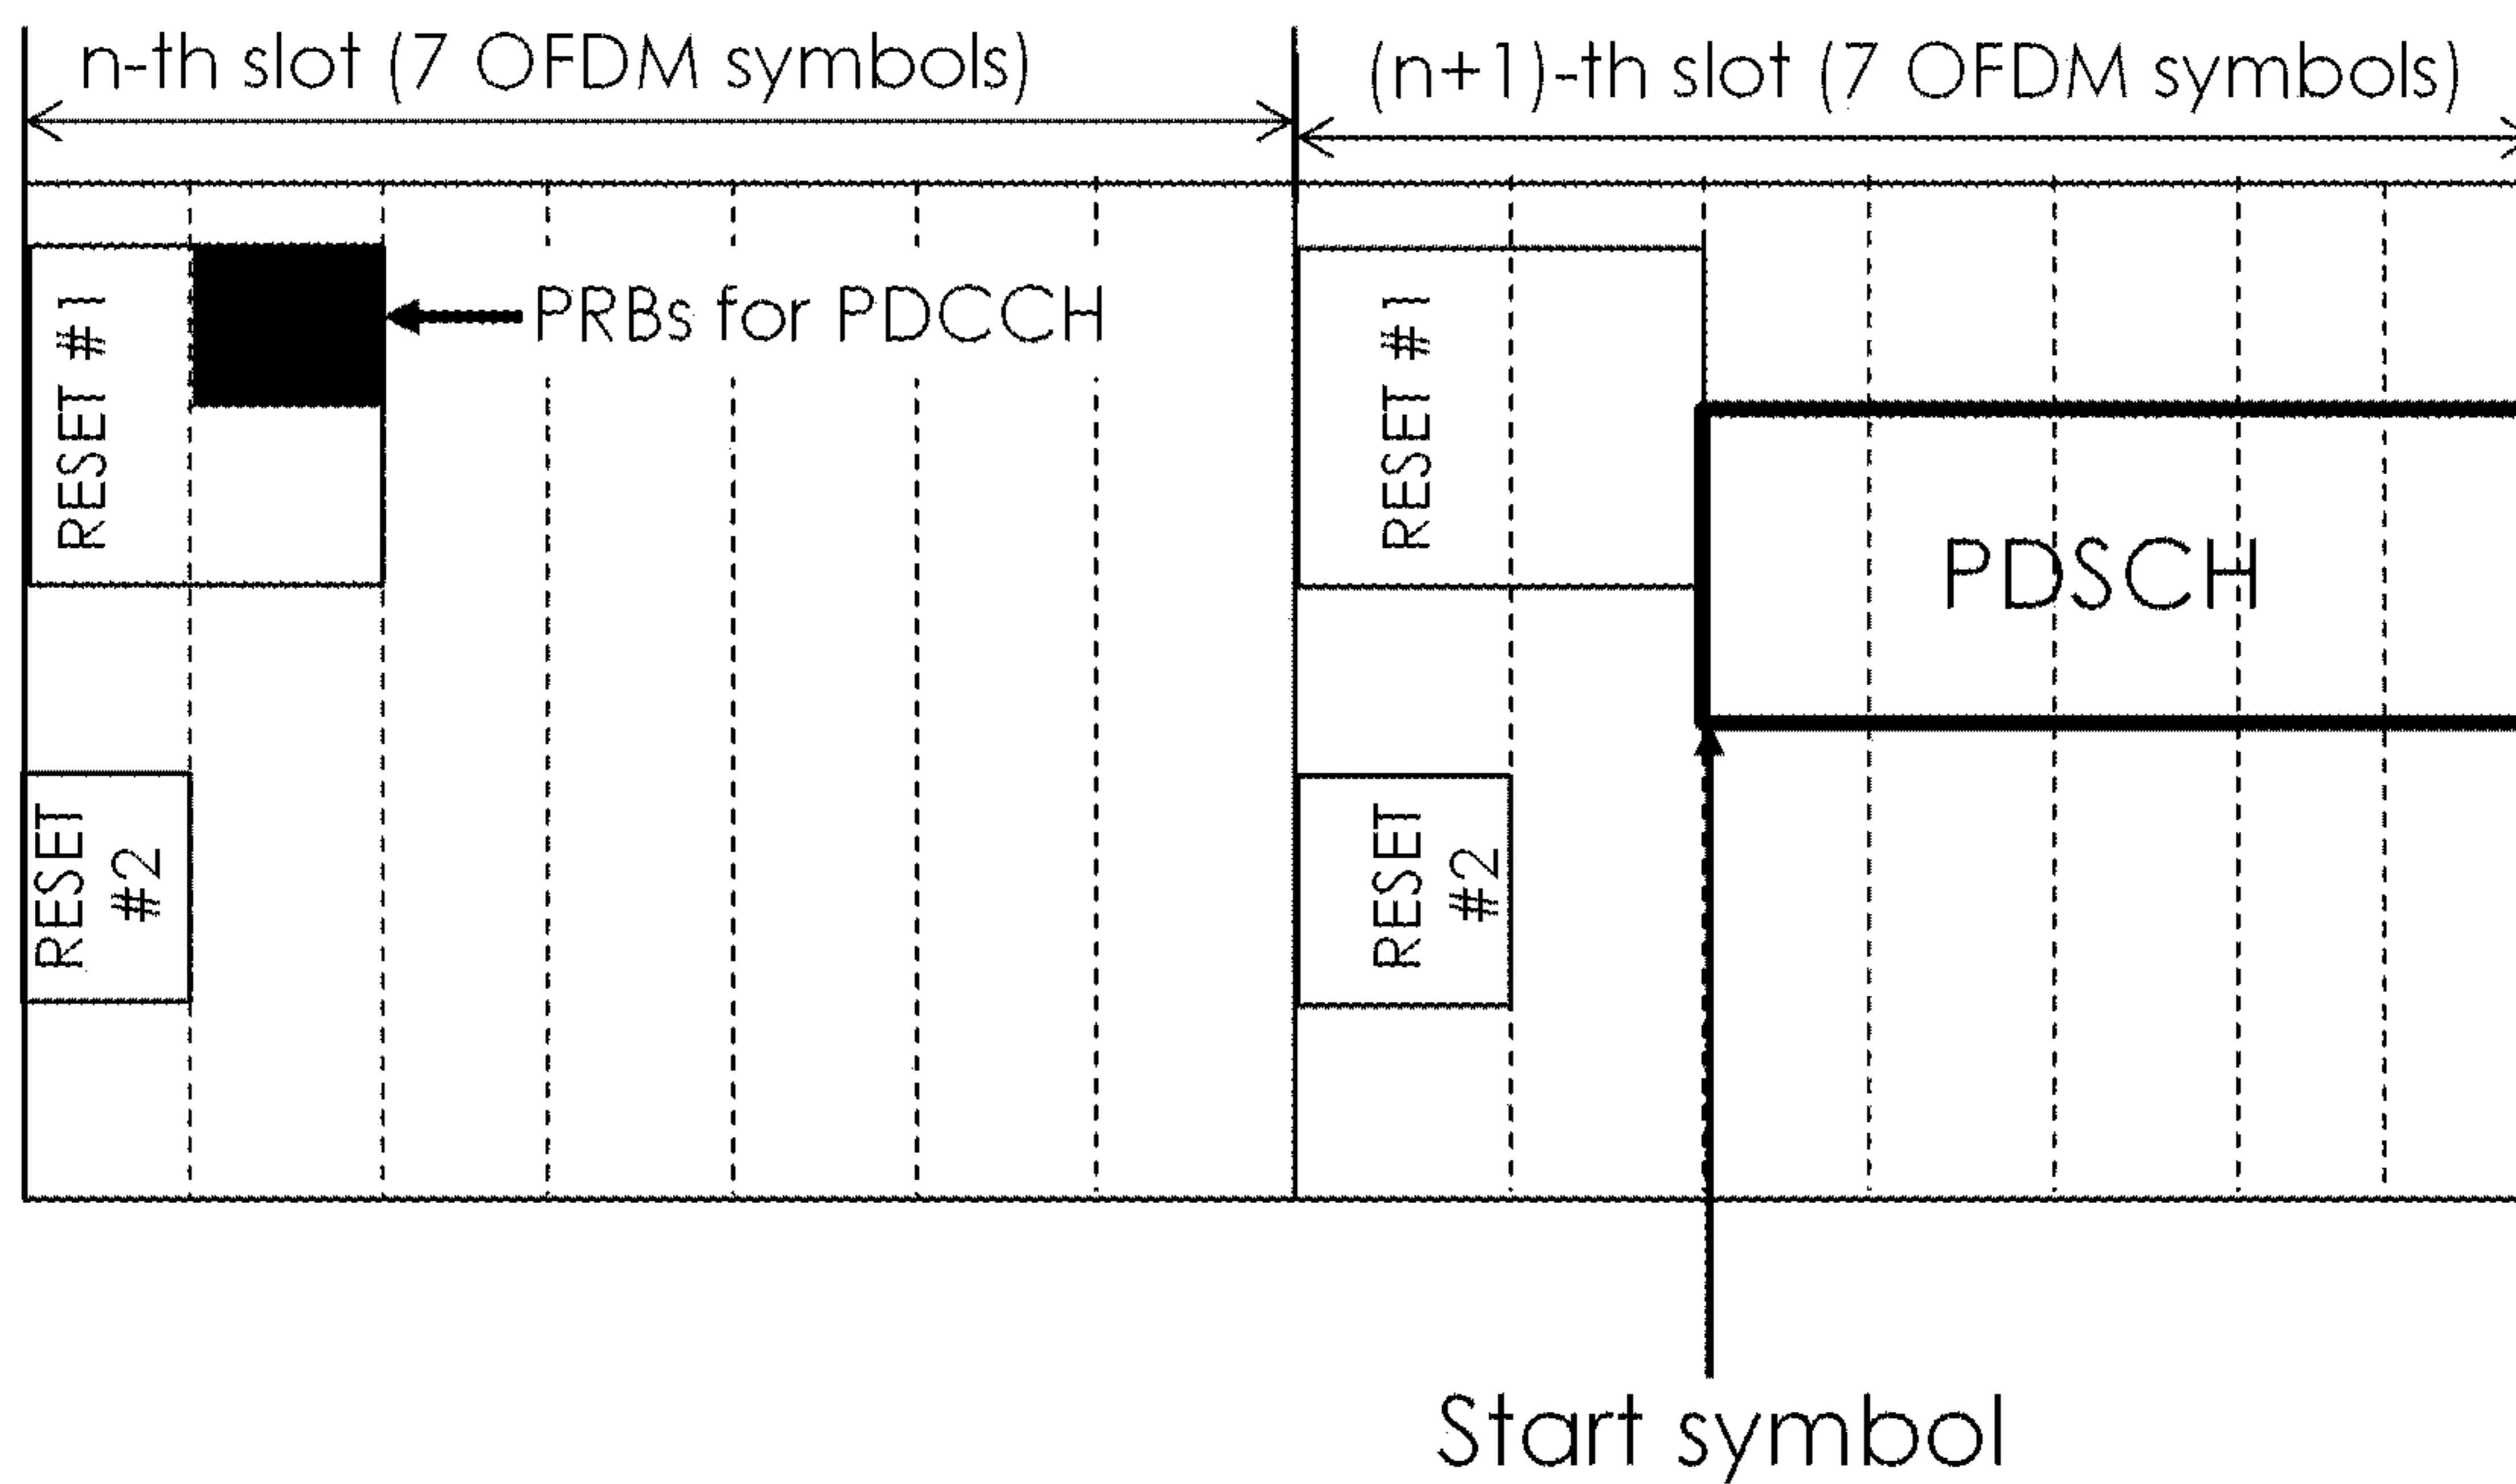 n-th slot (7 OFDM symbols)
(n+1)-th slot (7 OFDM symbols)
RESET #1
PRBs for PDCCH
RESET #1
PDSCH
RESET
#2
RESET
#2
Start symbol